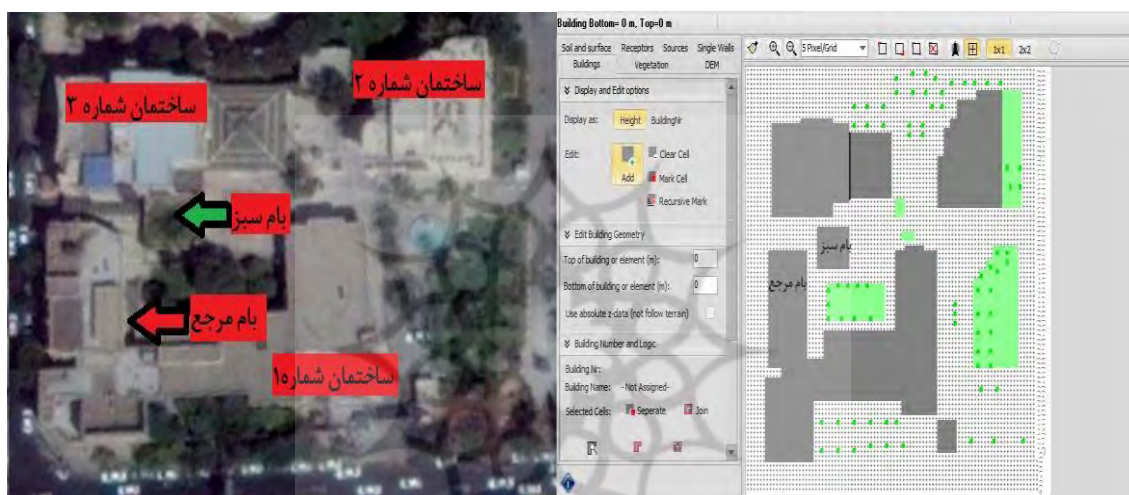 ساختمان شماره ۲
ساختمان شماره ۳
بام سبز
بام مرجع
ساختمان شماره۱
Building Bottom= 0 m, Top=0 m
Soil and surface Receptors Sources Single Walls
Buildings Vegetation DEM
Display and Edit options
Display as: Height BuildingNr
Edit: Add Clear Cell
Mark Cell
Recursive Mark
Edit Building Geometry
Top of building or element (m): 0
Bottom of building or element (m): 0
Use absolute z-data (not follow terrain)
Building Number and Logic
Building Nr:
Building Name: -Not Assigned-
Selected Cells: Seperate Join
5 Pixel/Grid 1x1 2x2
بام سبز
بام مرجع